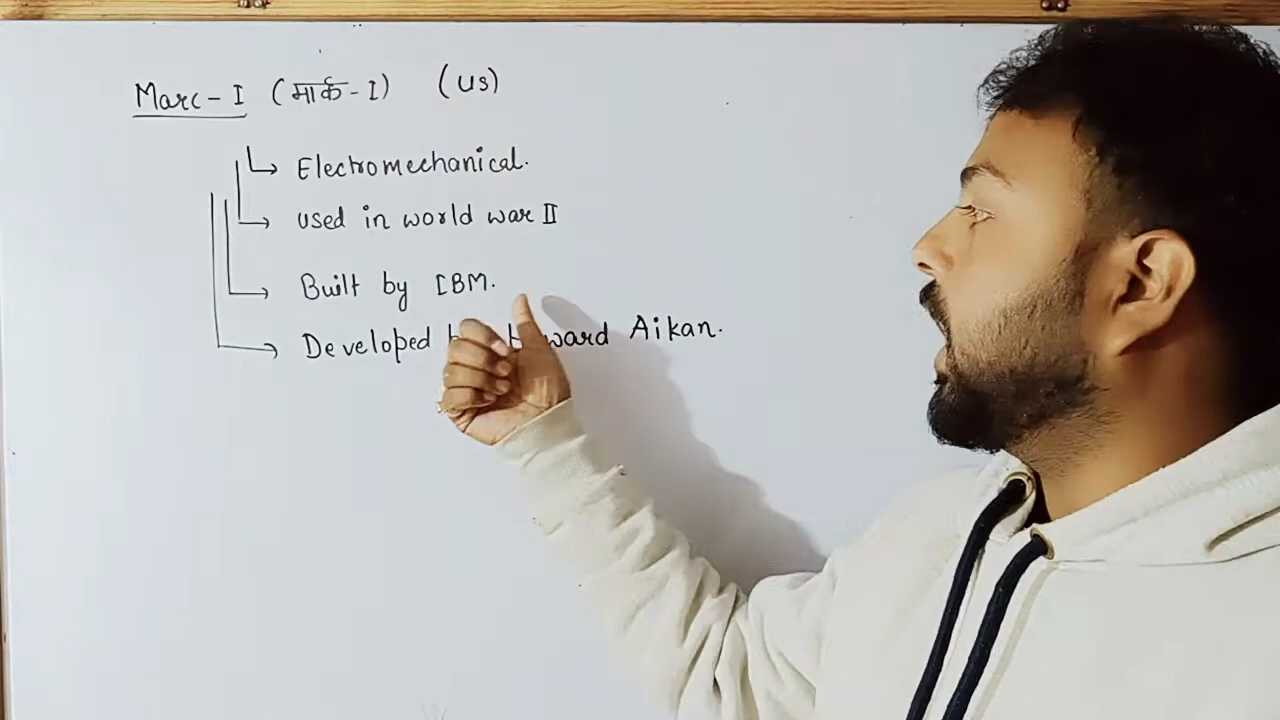 Marc - I (मार्क - I) (US)
Electromechanical.
used in world war II
Built by IBM.
Developed Aikan.